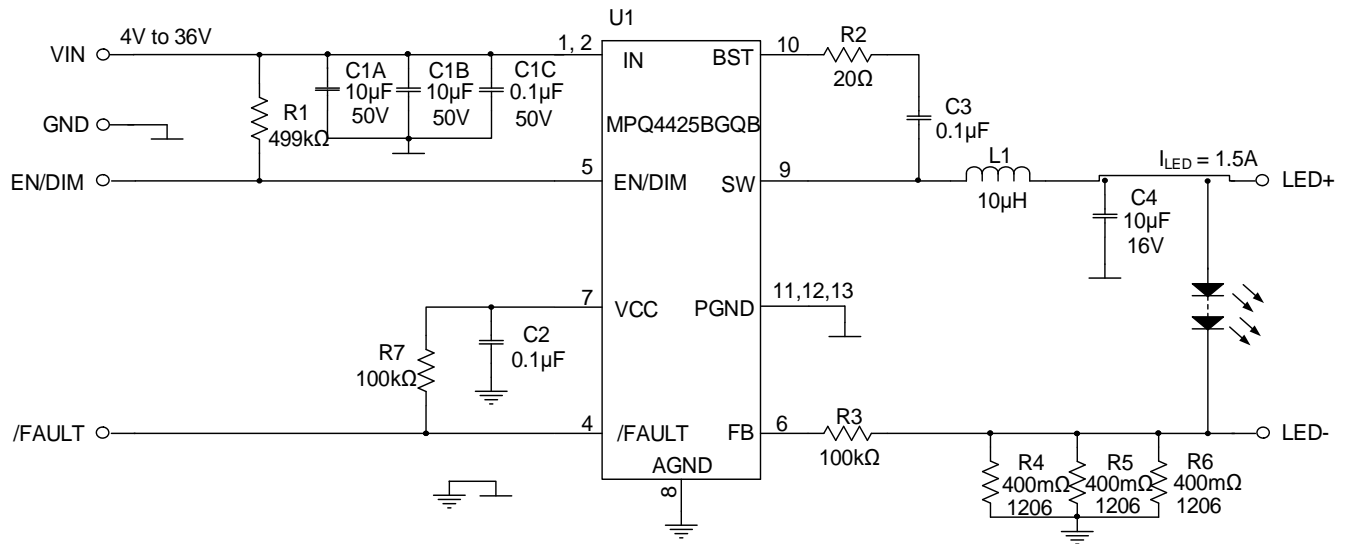 U1
VIN
4V to 36V
1, 2
IN
BST
10
R2
20Ω
C1A
10µF
50V
C1B
10µF
50V
C1C
0.1µF
50V
R1
499kΩ
GND
MPQ4425BGQB
C3
0.1µF
EN/DIM
5
EN/DIM
SW
9
L1
10µH
ILED = 1.5A
LED+
C4
10µF
16V
7
VCC
PGND
11,12,13
C2
0.1µF
R7
100kΩ
/FAULT
4
/FAULT
FB
6
R3
100kΩ
LED-
AGND
8
R4
400mΩ
1206
R5
400mΩ
1206
R6
400mΩ
1206